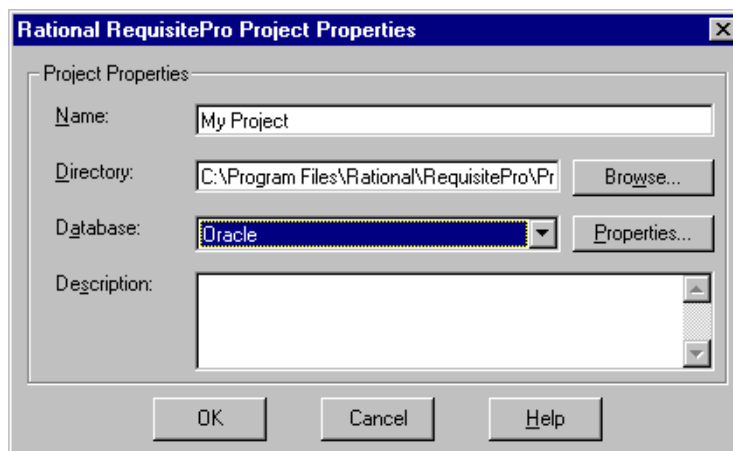 Rational RequisitePro Project Properties
Project Properties
Name:
My Project
Directory:
C:\Program Files\Rational\RequisitePro\Pr
Browse...
Database:
Oracle
Properties...
Description:
OK
Cancel
Help